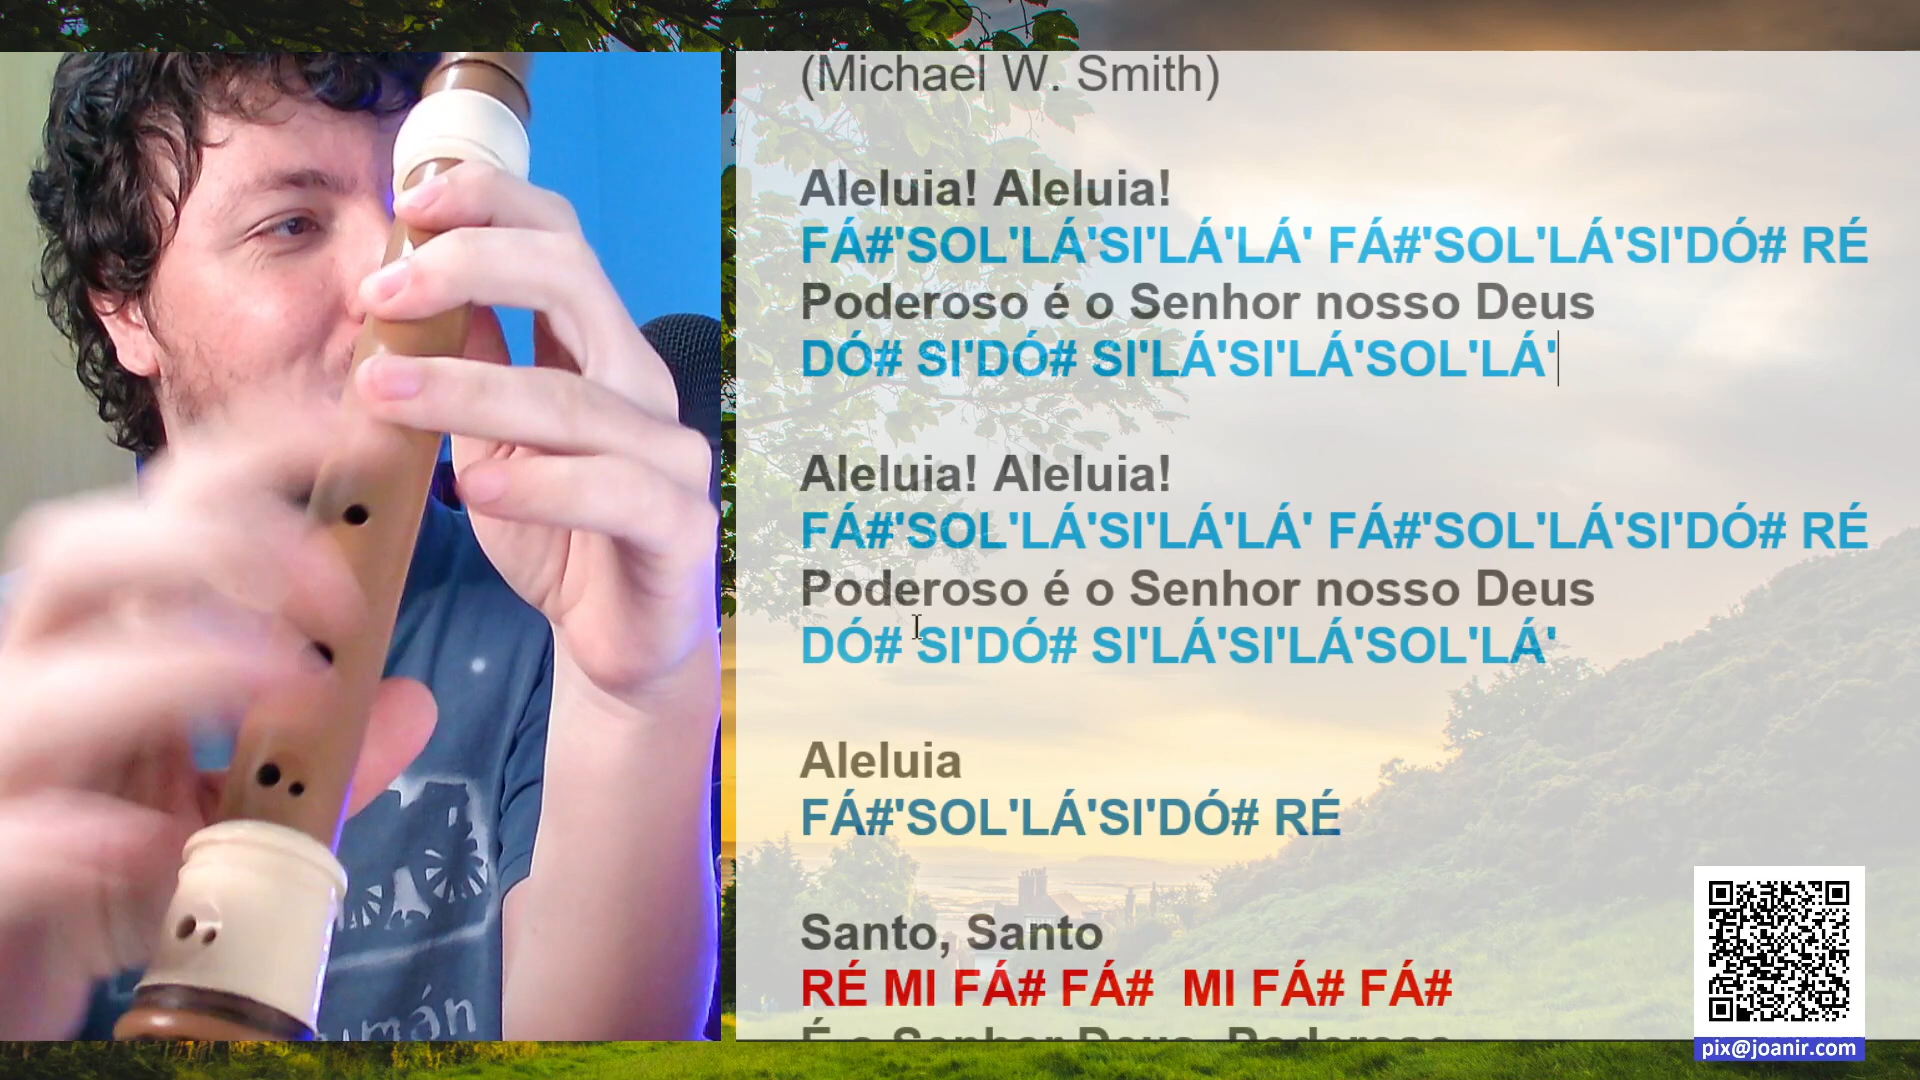 (Michael W. Smith)
Aleluia! Aleluia!
FÁ#'SOL'LÁ'SI'LÁ'LÁ' FÁ#'SOL'LÁ'SI'DÓ# RÉ
Poderoso é o Senhor nosso Deus
DÓ# SI'DÓ# SI'LÁ'SI'LÁ'SOL'LÁ'
Aleluia! Aleluia!
FÁ#'SOL'LÁ'SI'LÁ'LÁ' FÁ#'SOL'LÁ'SI'DÓ# RÉ
Poderoso é o Senhor nosso Deus
DÓ# SI'DÓ# SI'LÁ'SI'LÁ'SOL'LÁ'
Aleluia
FÁ#'SOL'LÁ'SI'DÓ# RÉ
Santo, Santo
RÉ MI FÁ# FÁ#  MI FÁ# FÁ#
É o Senhor Deus, Poderoso
pix@joanir.com